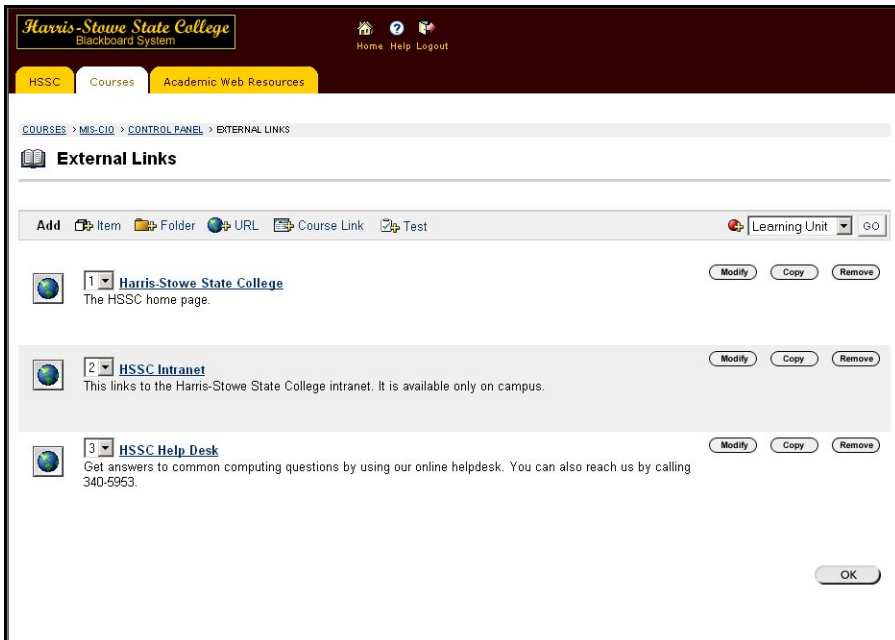 Harris-Stowe State College
Blackboard System
Home Help Logout
HSSC Courses Academic Web Resources
COURSES > MIS-CIO > CONTROL PANEL > EXTERNAL LINKS
External Links
Add Item Folder URL Course Link Test Learning Unit GO
1 Harris-Stowe State College Modify Copy Remove
The HSSC home page.
2 HSSC Intranet Modify Copy Remove
This links to the Harris-Stowe State College intranet. It is available only on campus.
3 HSSC Help Desk Modify Copy Remove
Get answers to common computing questions by using our online helpdesk. You can also reach us by calling
340-5953.
OK